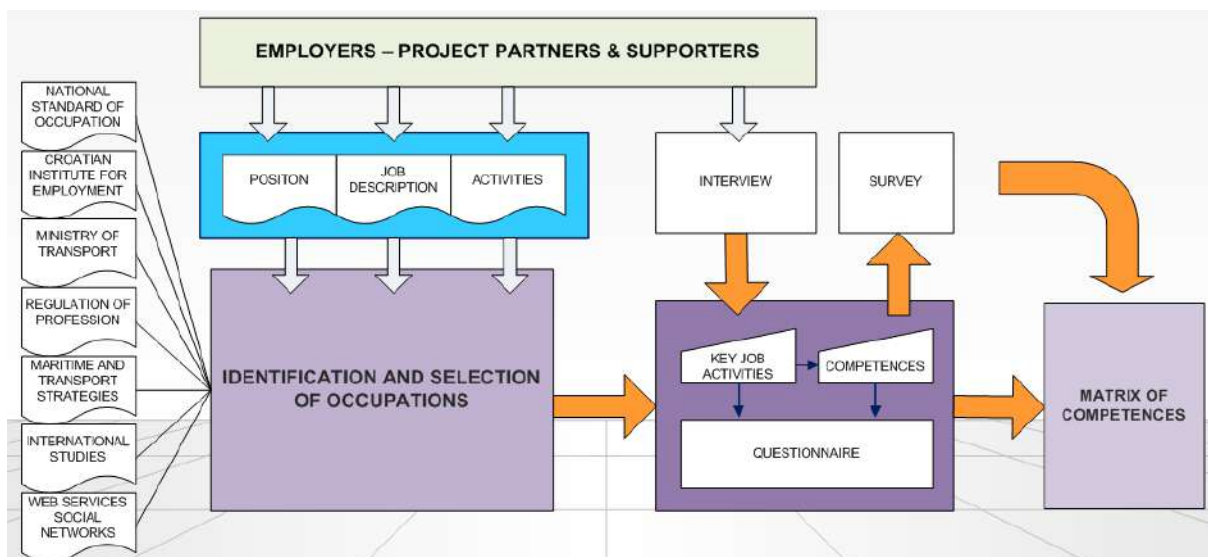 EMPLOYERS – PROJECT PARTNERS & SUPPORTERS
NATIONAL
STANDARD OF
OCCUPATION
CROATIAN
INSTITUTE FOR
EMPLOYMENT
MINISTRY OF
TRANSPORT
REGULATION OF
PROFESSION
MARITIME AND
TRANSPORT
STRATEGIES
INTERNATIONAL
STUDIES
WEB SERVICES
SOCIAL
NETWORKS
POSITON
JOB
DESCRIPTION
ACTIVITIES
IDENTIFICATION AND SELECTION
OF OCCUPATIONS
INTERVIEW
SURVEY
KEY JOB
ACTIVITIES
COMPETENCES
QUESTIONNAIRE
MATRIX OF
COMPETENCES